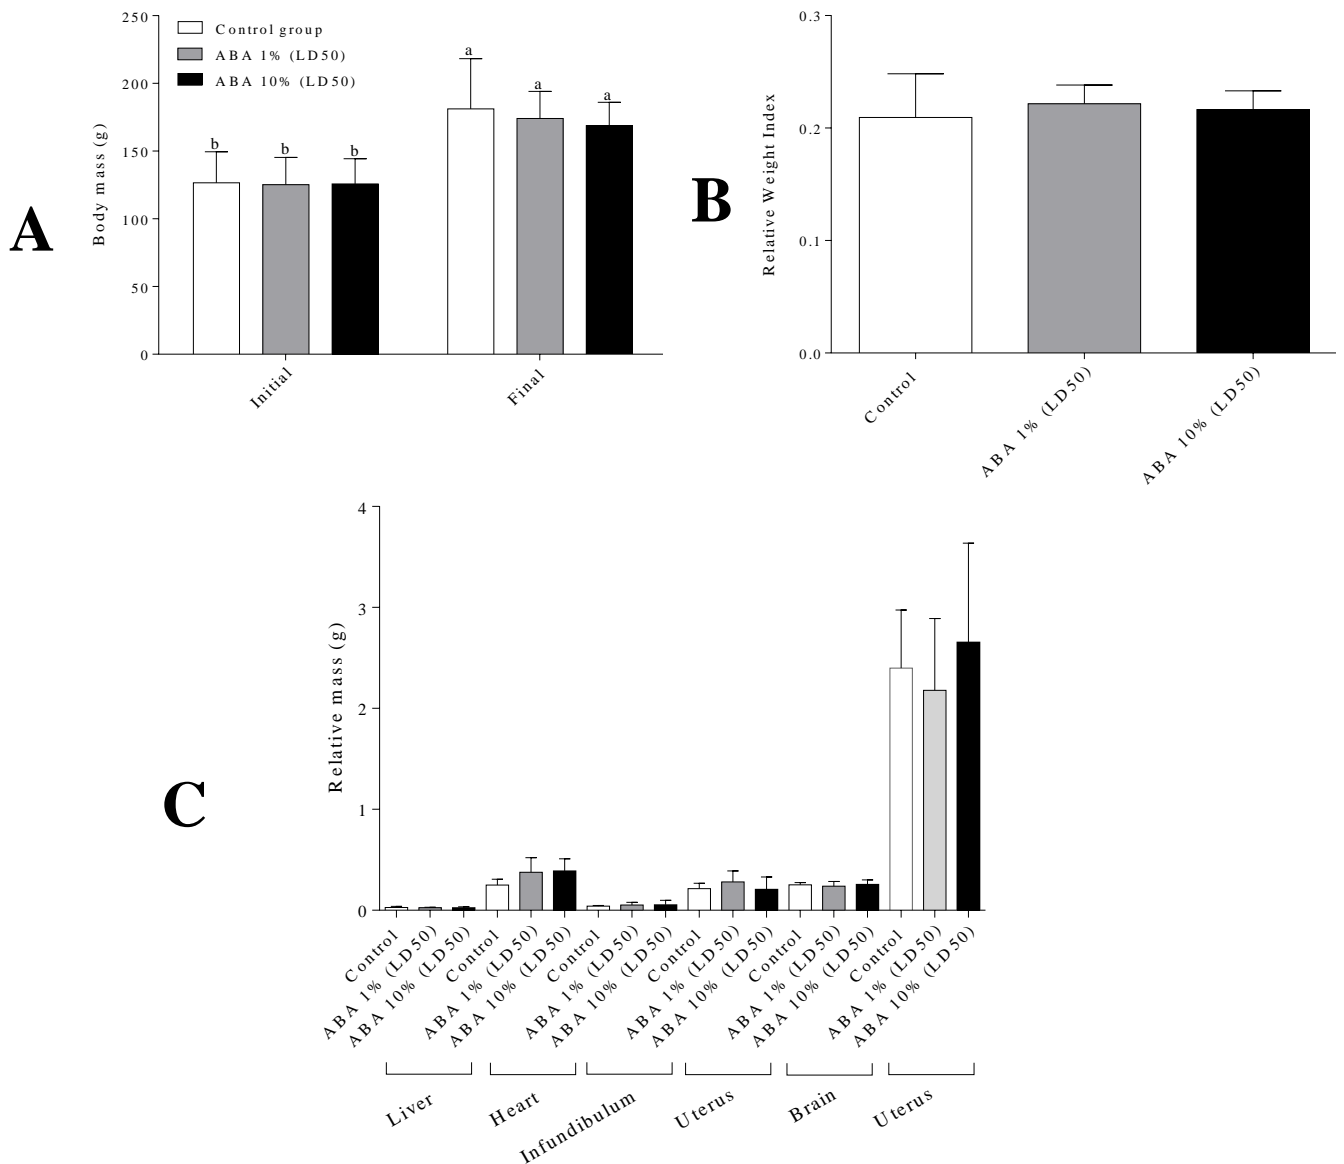 A
Body mass (g)
250
200
150
100
50
0
Control group
ABA 1% (LD50)
ABA 10% (LD50)
b
b
b
a
a
a
Initial
Final
B
Relative Weight Index
0.3
0.2
0.1
0.0
Control
ABA 1% (LD50)
ABA 10% (LD50)
C
Relative mass (g)
4
3
2
1
0
Control
ABA 1% (LD50)
ABA 10% (LD50)
Control
ABA 1% (LD50)
ABA 10% (LD50)
Control
ABA 1% (LD50)
ABA 10% (LD50)
Control
ABA 1% (LD50)
ABA 10% (LD50)
Control
ABA 1% (LD50)
ABA 10% (LD50)
Control
ABA 1% (LD50)
ABA 10% (LD50)
Liver
Heart
Infundibulum
Uterus
Brain
Uterus